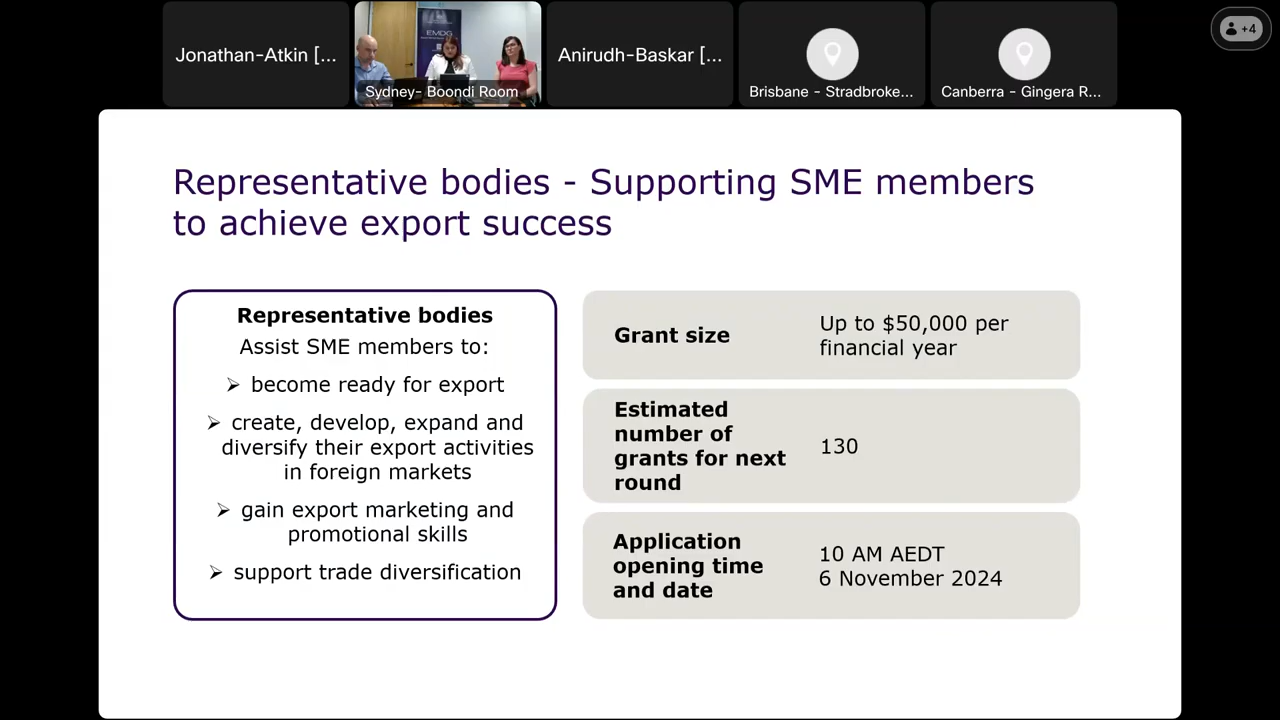 Jonathan-Atkin [...
EMDG
Sydney- Boondi Room
Anirudh-Baskar [...
Brisbane - Stradbroke...
Canberra - Gingera R...
+4
Representative bodies - Supporting SME members
to achieve export success
Representative bodies
Assist SME members to:
➢ become ready for export
➢ create, develop, expand and
diversify their export activities
in foreign markets
➢ gain export marketing and
promotional skills
➢ support trade diversification
Grant size
Up to $50,000 per
financial year
Estimated
number of
grants for next
round
130
Application
opening time
and date
10 AM AEDT
6 November 2024